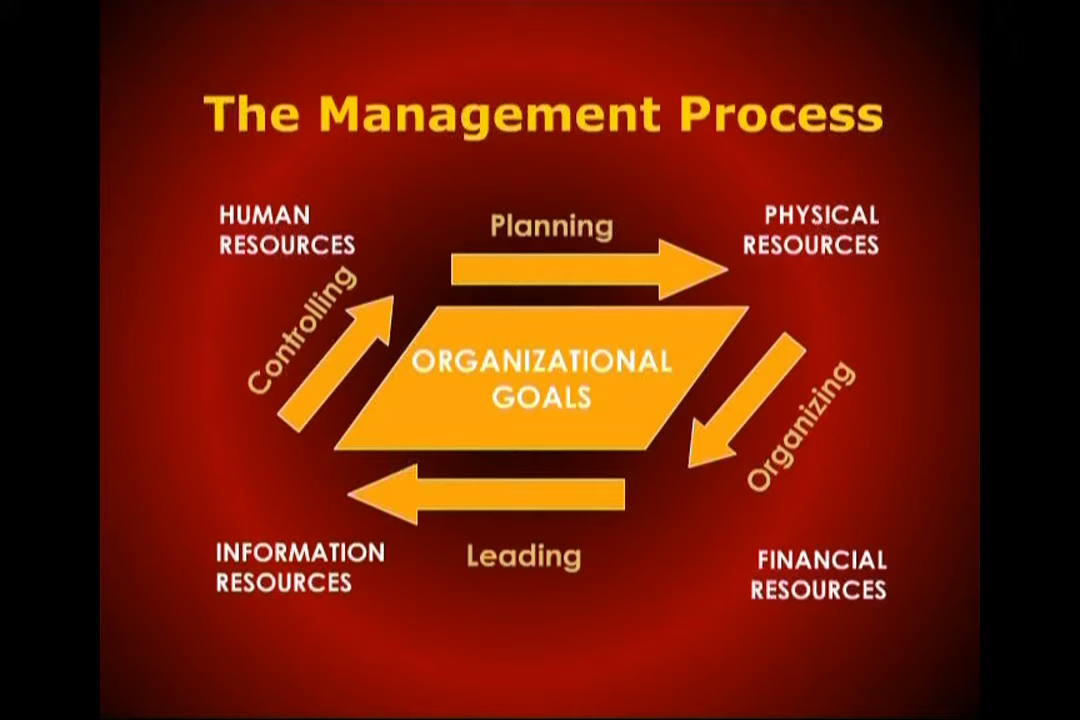 The Management Process
HUMAN
RESOURCES
Planning
PHYSICAL
RESOURCES
Controlling
ORGANIZATIONAL
GOALS
Organizing
INFORMATION
RESOURCES
Leading
FINANCIAL
RESOURCES